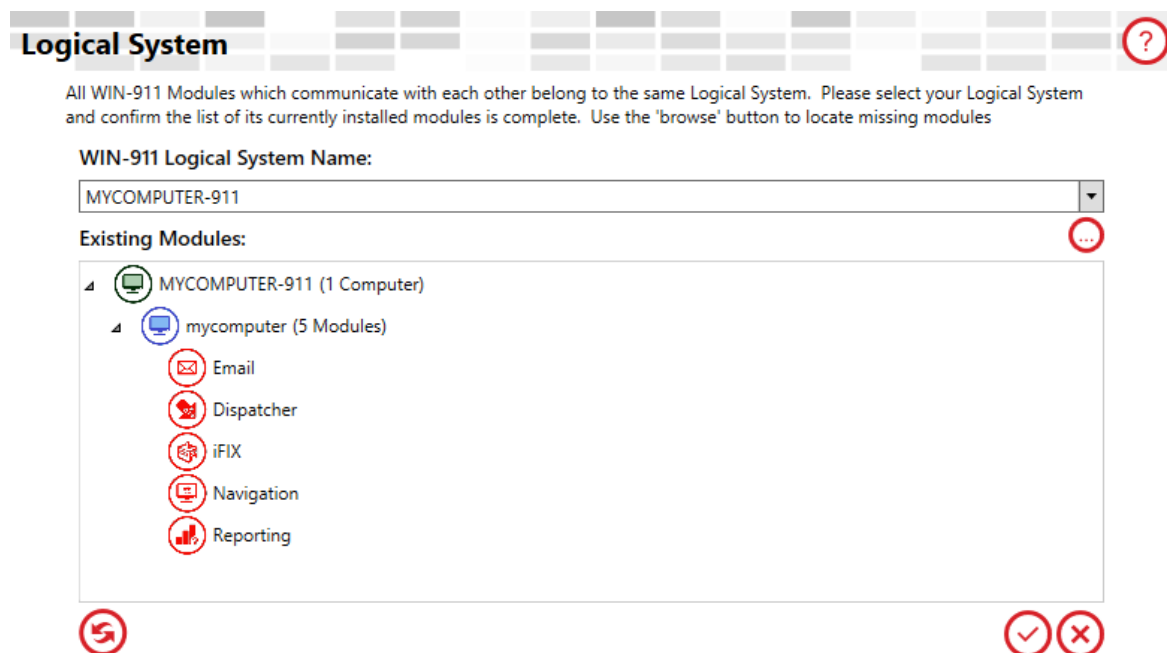 Logical System
?
All WIN-911 Modules which communicate with each other belong to the same Logical System.  Please select your Logical System
and confirm the list of its currently installed modules is complete.  Use the 'browse' button to locate missing modules
WIN-911 Logical System Name:
MYCOMPUTER-911
Existing Modules:
...
MYCOMPUTER-911 (1 Computer)
mycomputer (5 Modules)
Email
Dispatcher
iFIX
Navigation
Reporting